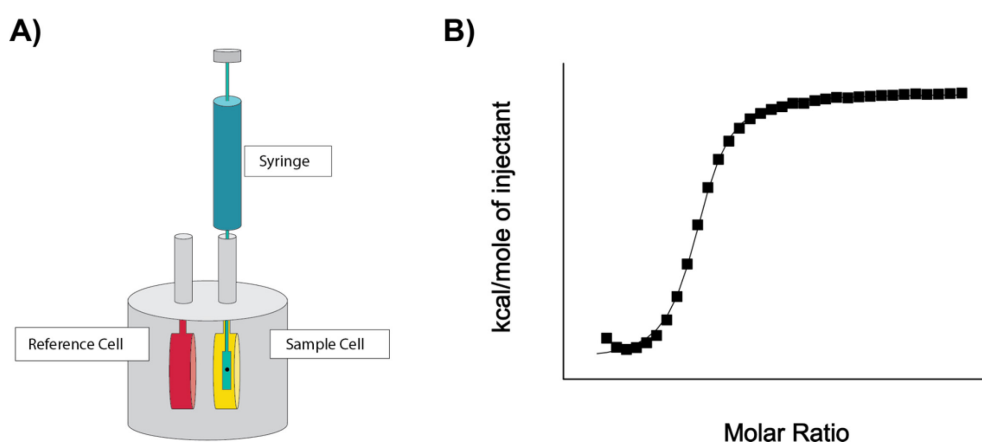 A)
Syringe
Reference Cell
Sample Cell
B)
kcal/mole of injectant
Molar Ratio